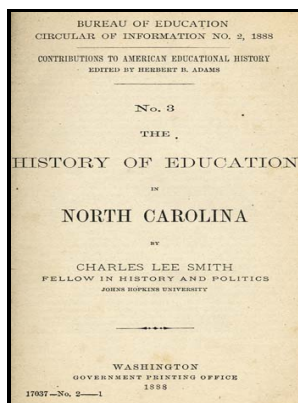 BUREAU OF EDUCATION
CIRCULAR OF INFORMATION NO. 2, 1888
CONTRIBUTIONS TO AMERICAN EDUCATIONAL HISTORY
EDITED BY HERBERT B. ADAMS
No. 3
THE
HISTORY OF EDUCATION
IN
NORTH CAROLINA
BY
CHARLES LEE SMITH
FELLOW IN HISTORY AND POLITICS
JOHNS HOPKINS UNIVERSITY
WASHINGTON
GOVERNMENT PRINTING OFFICE
1888
17037—No. 2——1